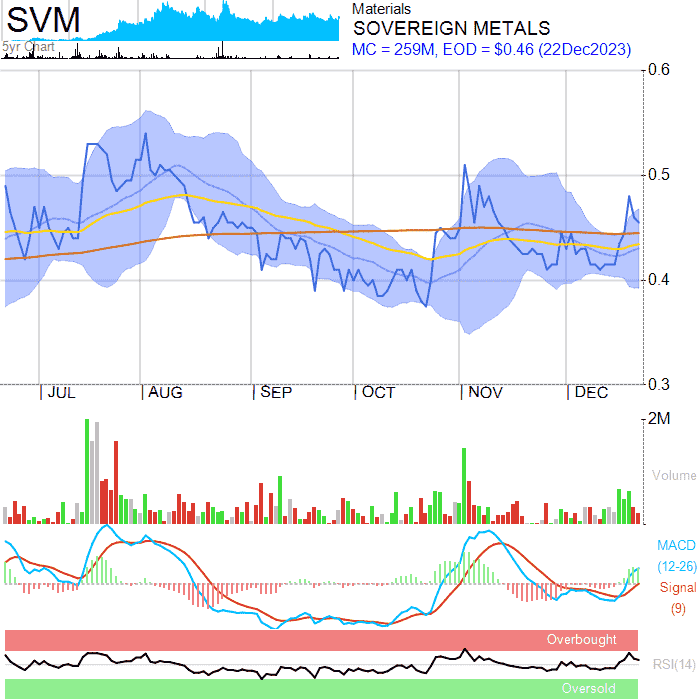 SVM
5yr Chart
Materials
SOVEREIGN METALS
MC = 259M, EOD = $0.46 (22Dec2023)
0.6
0.5
0.4
0.3
JUL AUG SEP OCT NOV DEC
2M
Volume
MACD
(12-26)
Signal
(9)
Overbought
RSI(14)
Oversold